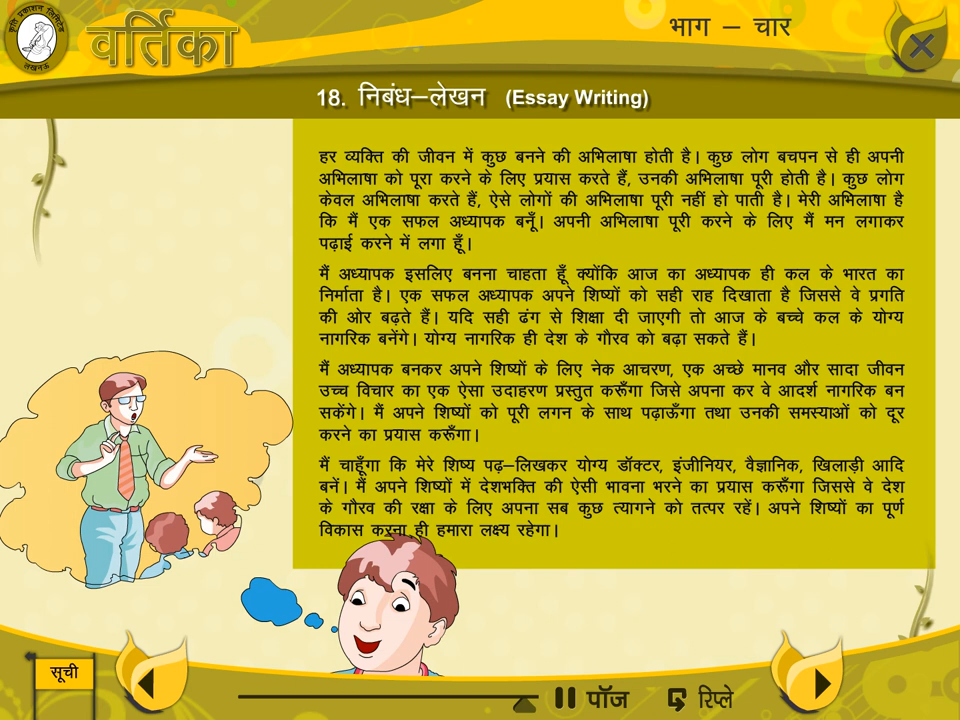 कृति प्रकाशन लिमिटेड
लखनऊ
वर्तिका
भाग – चार
18. निबंध–लेखन (Essay Writing)
हर व्यक्ति की जीवन में कुछ बनने की अभिलाषा होती है। कुछ लोग बचपन से ही अपनी
अभिलाषा को पूरा करने के लिए प्रयास करते हैं, उनकी अभिलाषा पूरी होती है। कुछ लोग
केवल अभिलाषा करते हैं, ऐसे लोगों की अभिलाषा पूरी नहीं हो पाती है। मेरी अभिलाषा है
कि मैं एक सफल अध्यापक बनूँ। अपनी अभिलाषा पूरी करने के लिए मैं मन लगाकर
पढ़ाई करने में लगा हूँ।
मैं अध्यापक इसलिए बनना चाहता हूँ क्योंकि आज का अध्यापक ही कल के भारत का
निर्माता है। एक सफल अध्यापक अपने शिष्यों को सही राह दिखाता है जिससे वे प्रगति
की ओर बढ़ते हैं। यदि सही ढंग से शिक्षा दी जाएगी तो आज के बच्चे कल के योग्य
नागरिक बनेंगे। योग्य नागरिक ही देश के गौरव को बढ़ा सकते हैं।
मैं अध्यापक बनकर अपने शिष्यों के लिए नेक आचरण, एक अच्छे मानव और सादा जीवन
उच्च विचार का एक ऐसा उदाहरण प्रस्तुत करूँगा जिसे अपना कर वे आदर्श नागरिक बन
सकेंगे। मैं अपने शिष्यों को पूरी लगन के साथ पढ़ाऊँगा तथा उनकी समस्याओं को दूर
करने का प्रयास करूँगा।
मैं चाहूँगा कि मेरे शिष्य पढ़–लिखकर योग्य डॉक्टर, इंजीनियर, वैज्ञानिक, खिलाड़ी आदि
बनें। मैं अपने शिष्यों में देशभक्ति की ऐसी भावना भरने का प्रयास करूँगा जिससे वे देश
के गौरव की रक्षा के लिए अपना सब कुछ त्यागने को तत्पर रहें। अपने शिष्यों का पूर्ण
विकास करना ही हमारा लक्ष्य रहेगा।
सूची
पॉज
रिप्ले